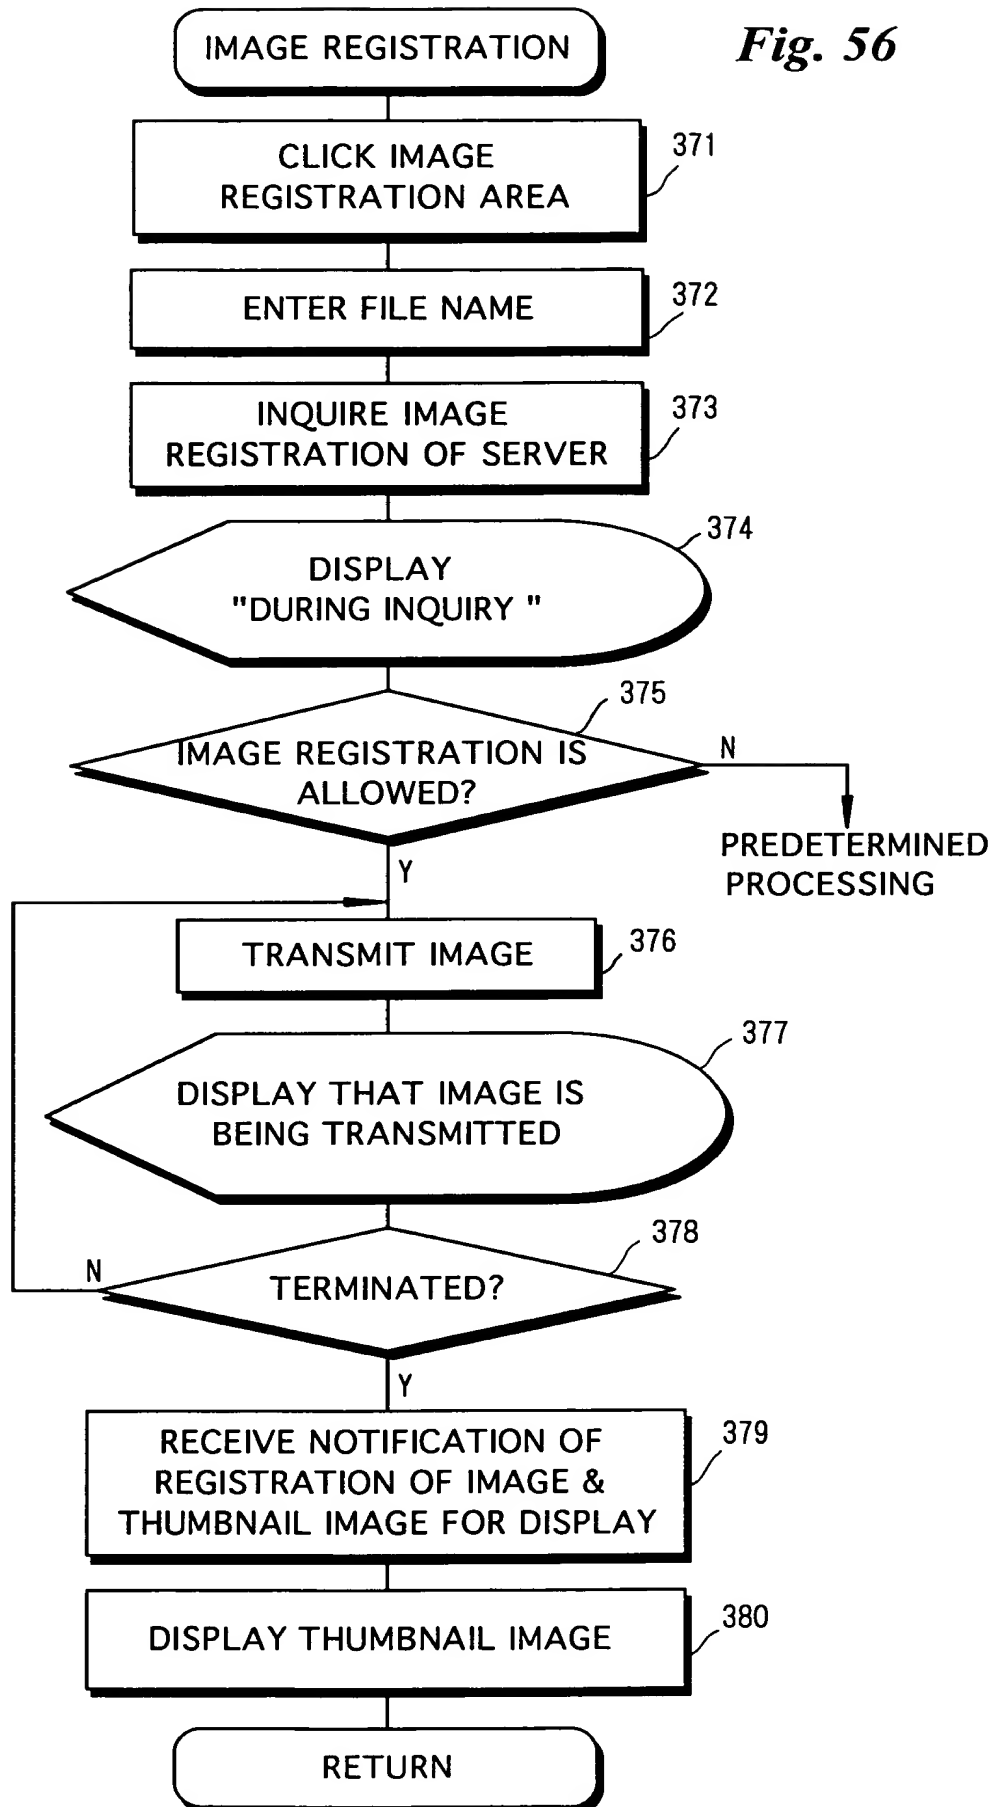 IMAGE REGISTRATION
Fig. 56
CLICK IMAGE
REGISTRATION AREA
371
ENTER FILE NAME
372
INQUIRE IMAGE
REGISTRATION OF SERVER
373
DISPLAY
"DURING INQUIRY "
374
IMAGE REGISTRATION IS
ALLOWED?
375
N
PREDETERMINED
PROCESSING
Y
TRANSMIT IMAGE
376
DISPLAY THAT IMAGE IS
BEING TRANSMITTED
377
TERMINATED?
378
N
Y
RECEIVE NOTIFICATION OF
REGISTRATION OF IMAGE &
THUMBNAIL IMAGE FOR DISPLAY
379
DISPLAY THUMBNAIL IMAGE
380
RETURN